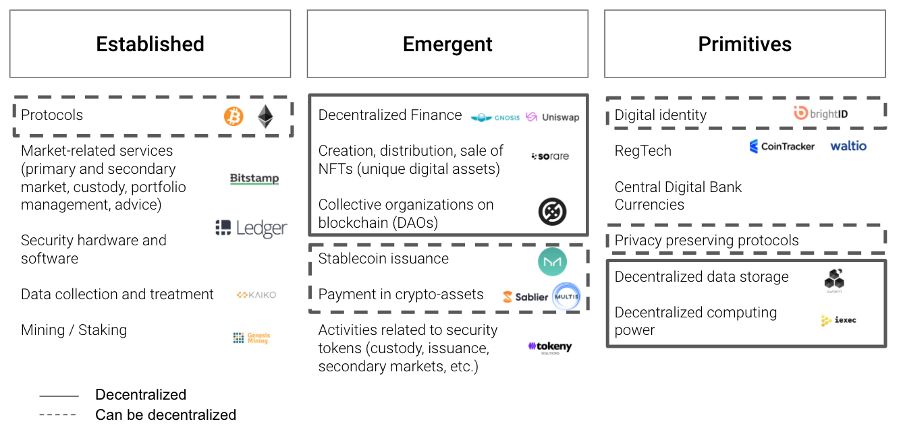 Established
Emergent
Primitives
Protocols
Market-related services
(primary and secondary
market, custody, portfolio
management, advice)
Bitstamp
Security hardware and
software
Ledger
Data collection and treatment
KAIKO
Mining / Staking
Genesis
Mining
Decentralized Finance
GNOSIS
Uniswap
Creation, distribution, sale of
NFTs (unique digital assets)
sorare
Collective organizations on
blockchain (DAOs)
Stablecoin issuance
Payment in crypto-assets
Sablier
MULTIS
Activities related to security
tokens (custody, issuance,
secondary markets, etc.)
tokeny
SOLUTIONS
Digital identity
brightID
RegTech
CoinTracker
waltio
Central Digital Bank
Currencies
Privacy preserving protocols
Decentralized data storage
Decentralized computing
power
iexec
Decentralized
Can be decentralized